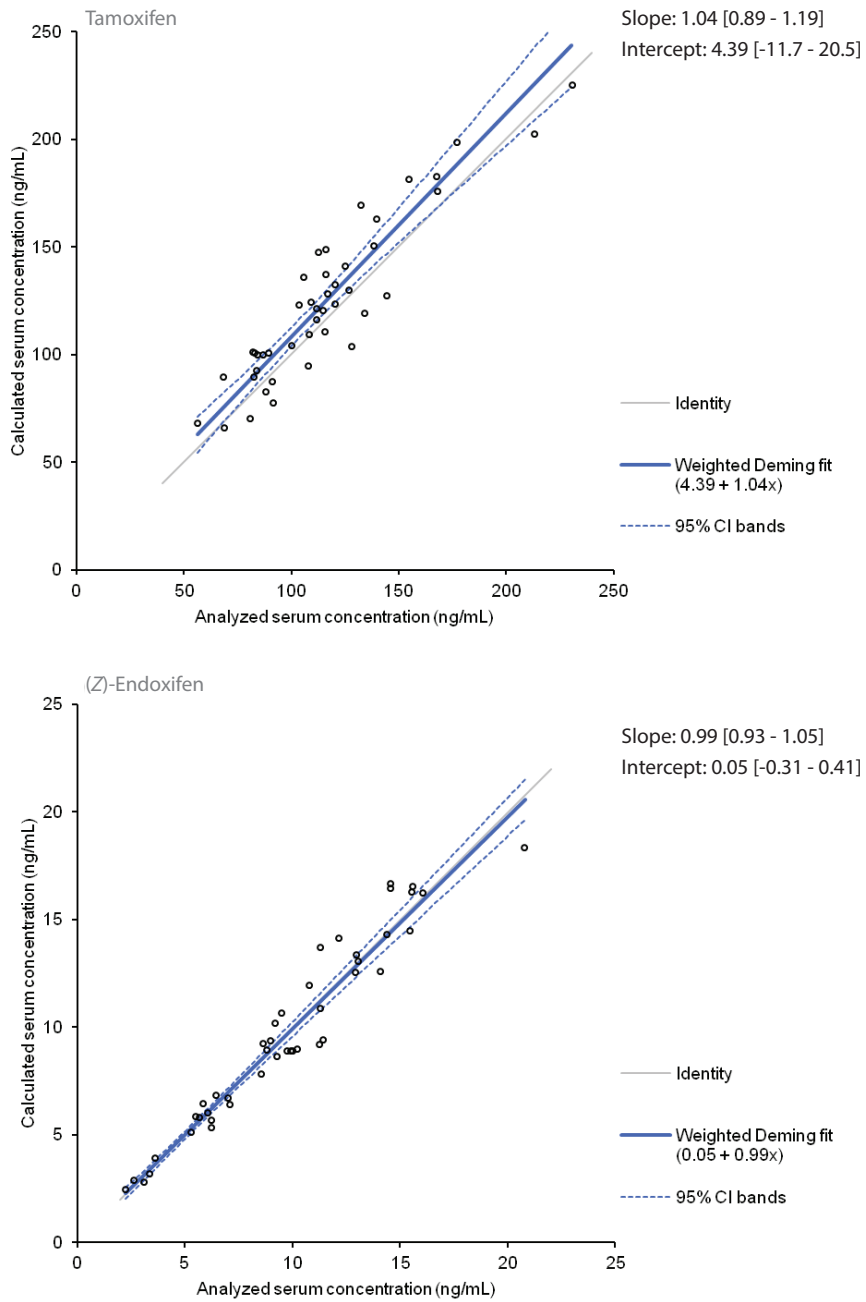 Tamoxifen
Slope: 1.04 [0.89 - 1.19]
Intercept: 4.39 [-11.7 - 20.5]
250
200
150
100
50
0
Calculated serum concentration (ng/mL)
0
50
100
150
200
250
Analyzed serum concentration (ng/mL)
Identity
Weighted Deming fit
(4.39 + 1.04x)
95% CI bands
(Z)-Endoxifen
Slope: 0.99 [0.93 - 1.05]
Intercept: 0.05 [-0.31 - 0.41]
25
20
15
10
5
0
Calculated serum concentration (ng/mL)
0
5
10
15
20
25
Analyzed serum concentration (ng/mL)
Identity
Weighted Deming fit
(0.05 + 0.99x)
95% CI bands